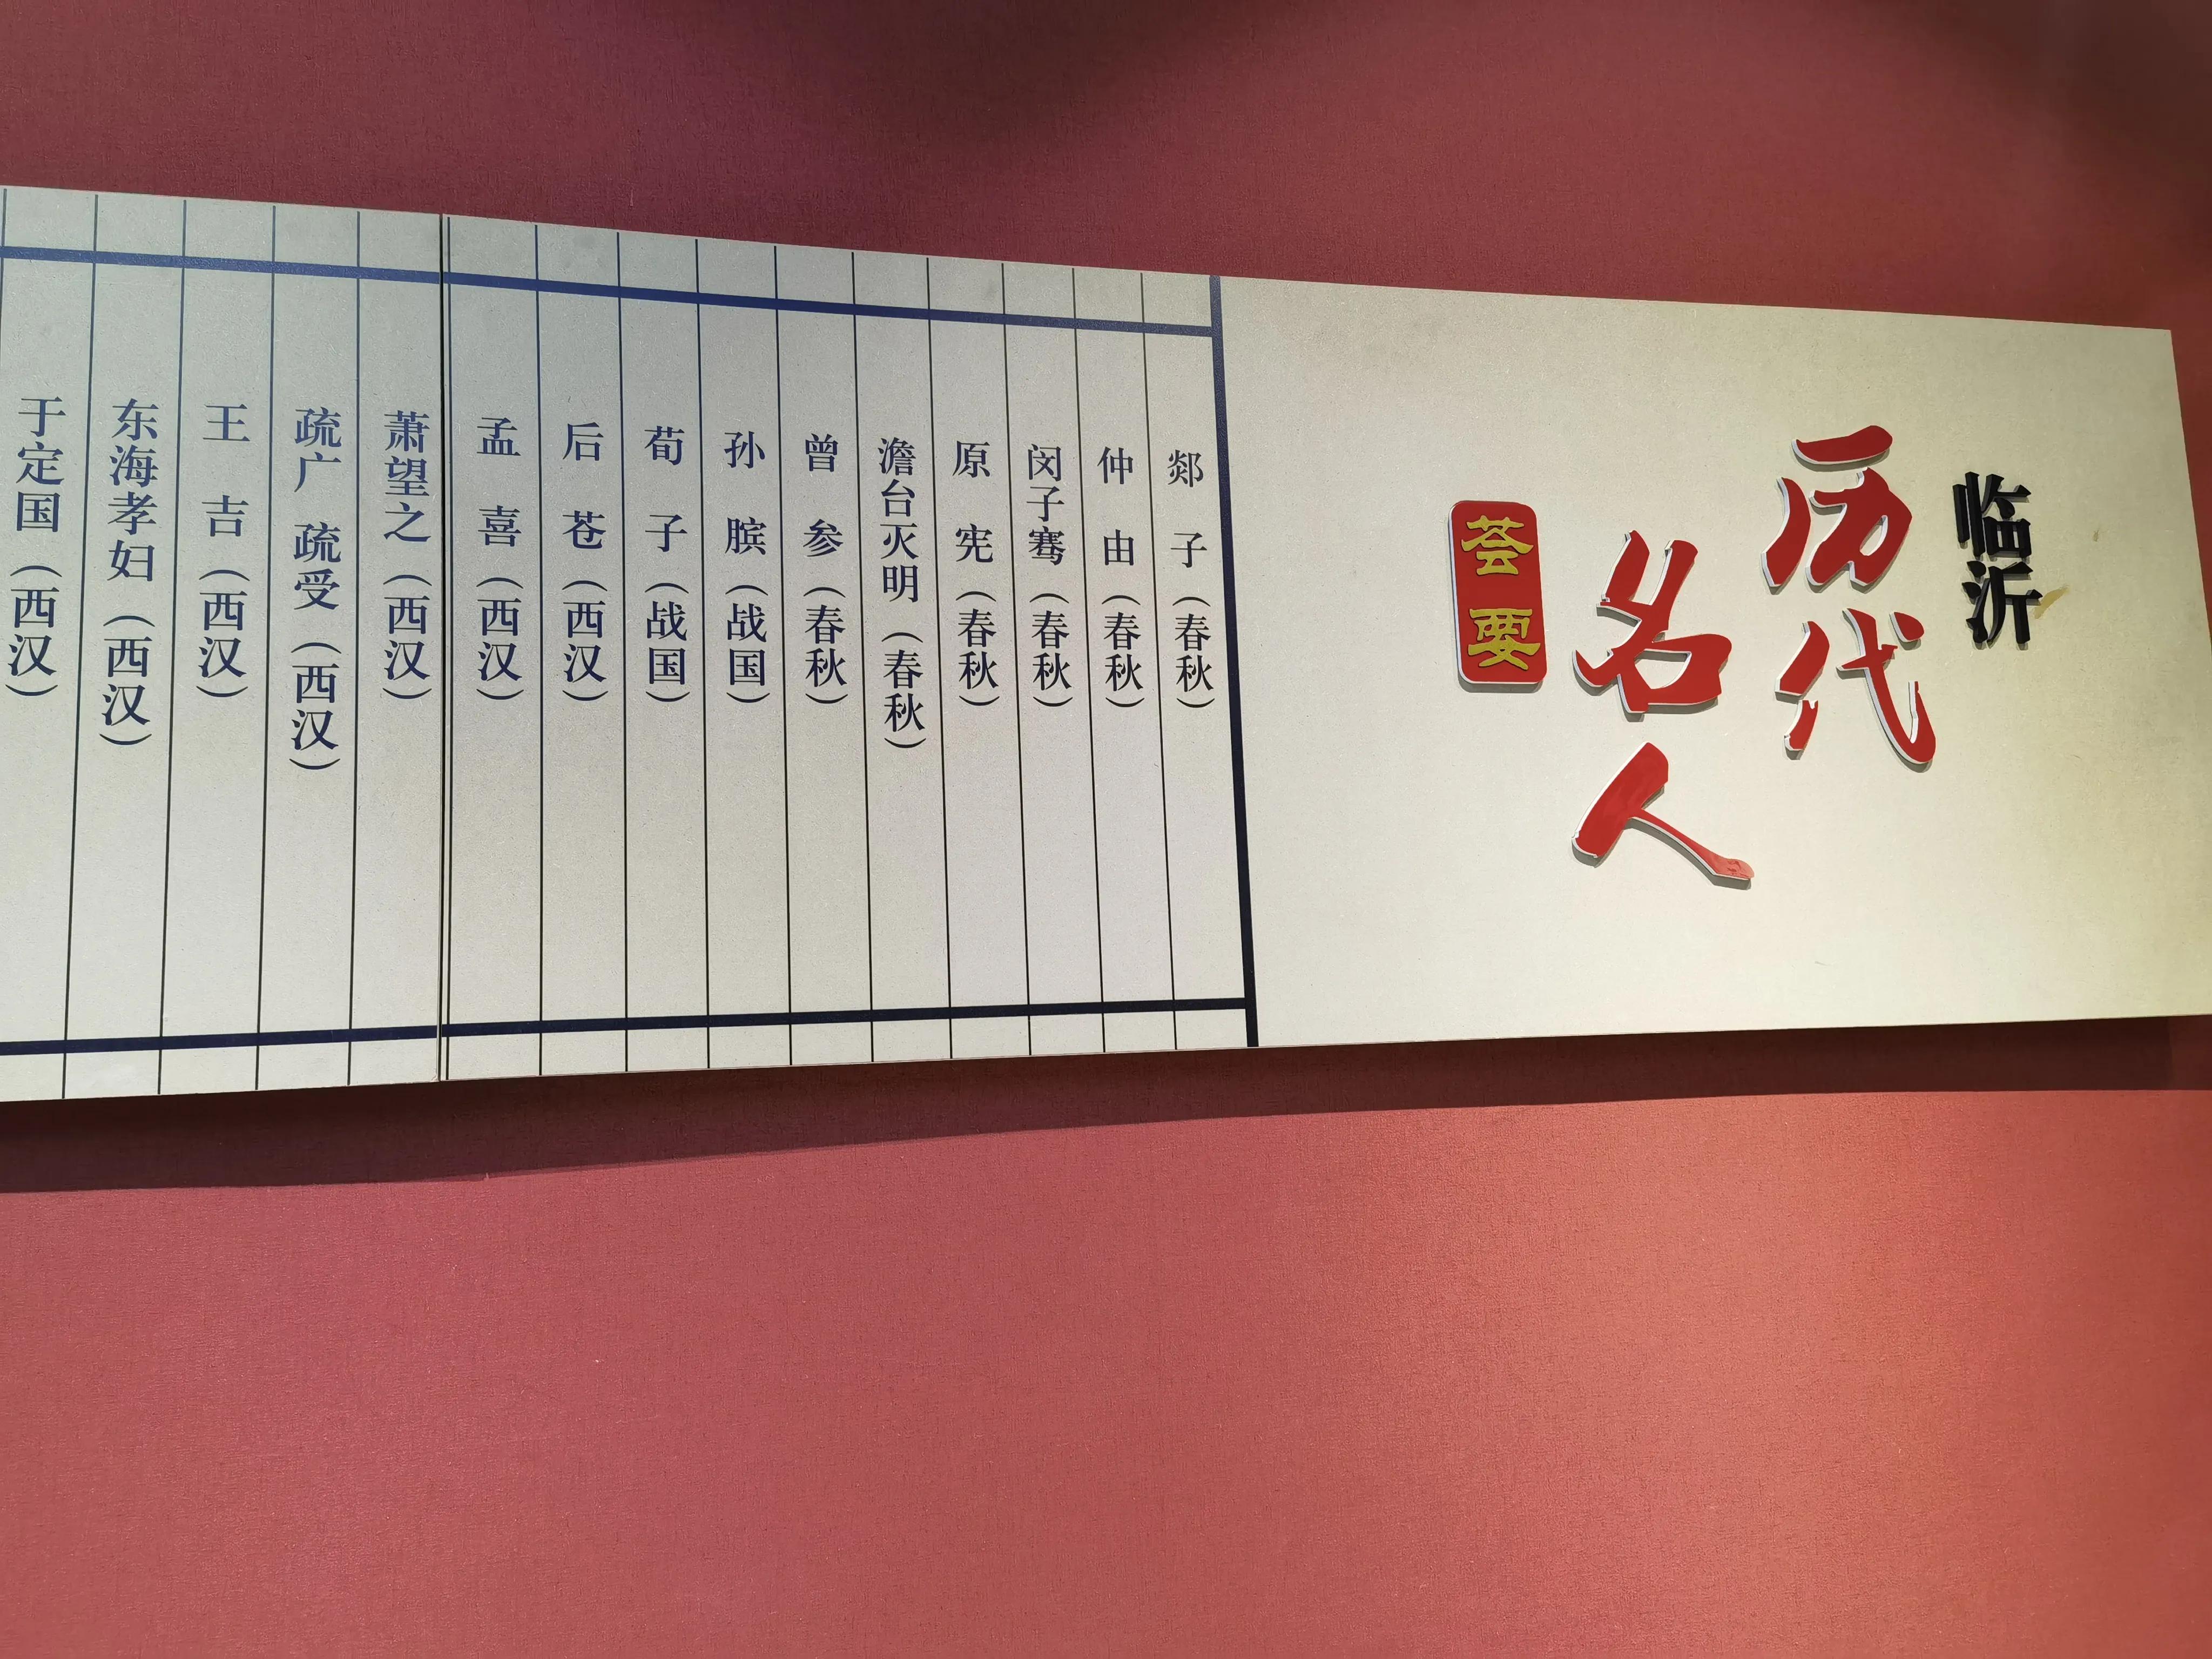 临沂
历代
名人
荟要
郯子（春秋）
仲由（春秋）
闵子骞（春秋）
原宪（春秋）
澹台灭明（春秋）
曾参（春秋）
孙膑（战国）
荀子（战国）
后苍（西汉）
孟喜（西汉）
萧望之（西汉）
疏广 疏受（西汉）
王吉（西汉）
东海孝妇（西汉）
于定国（西汉）